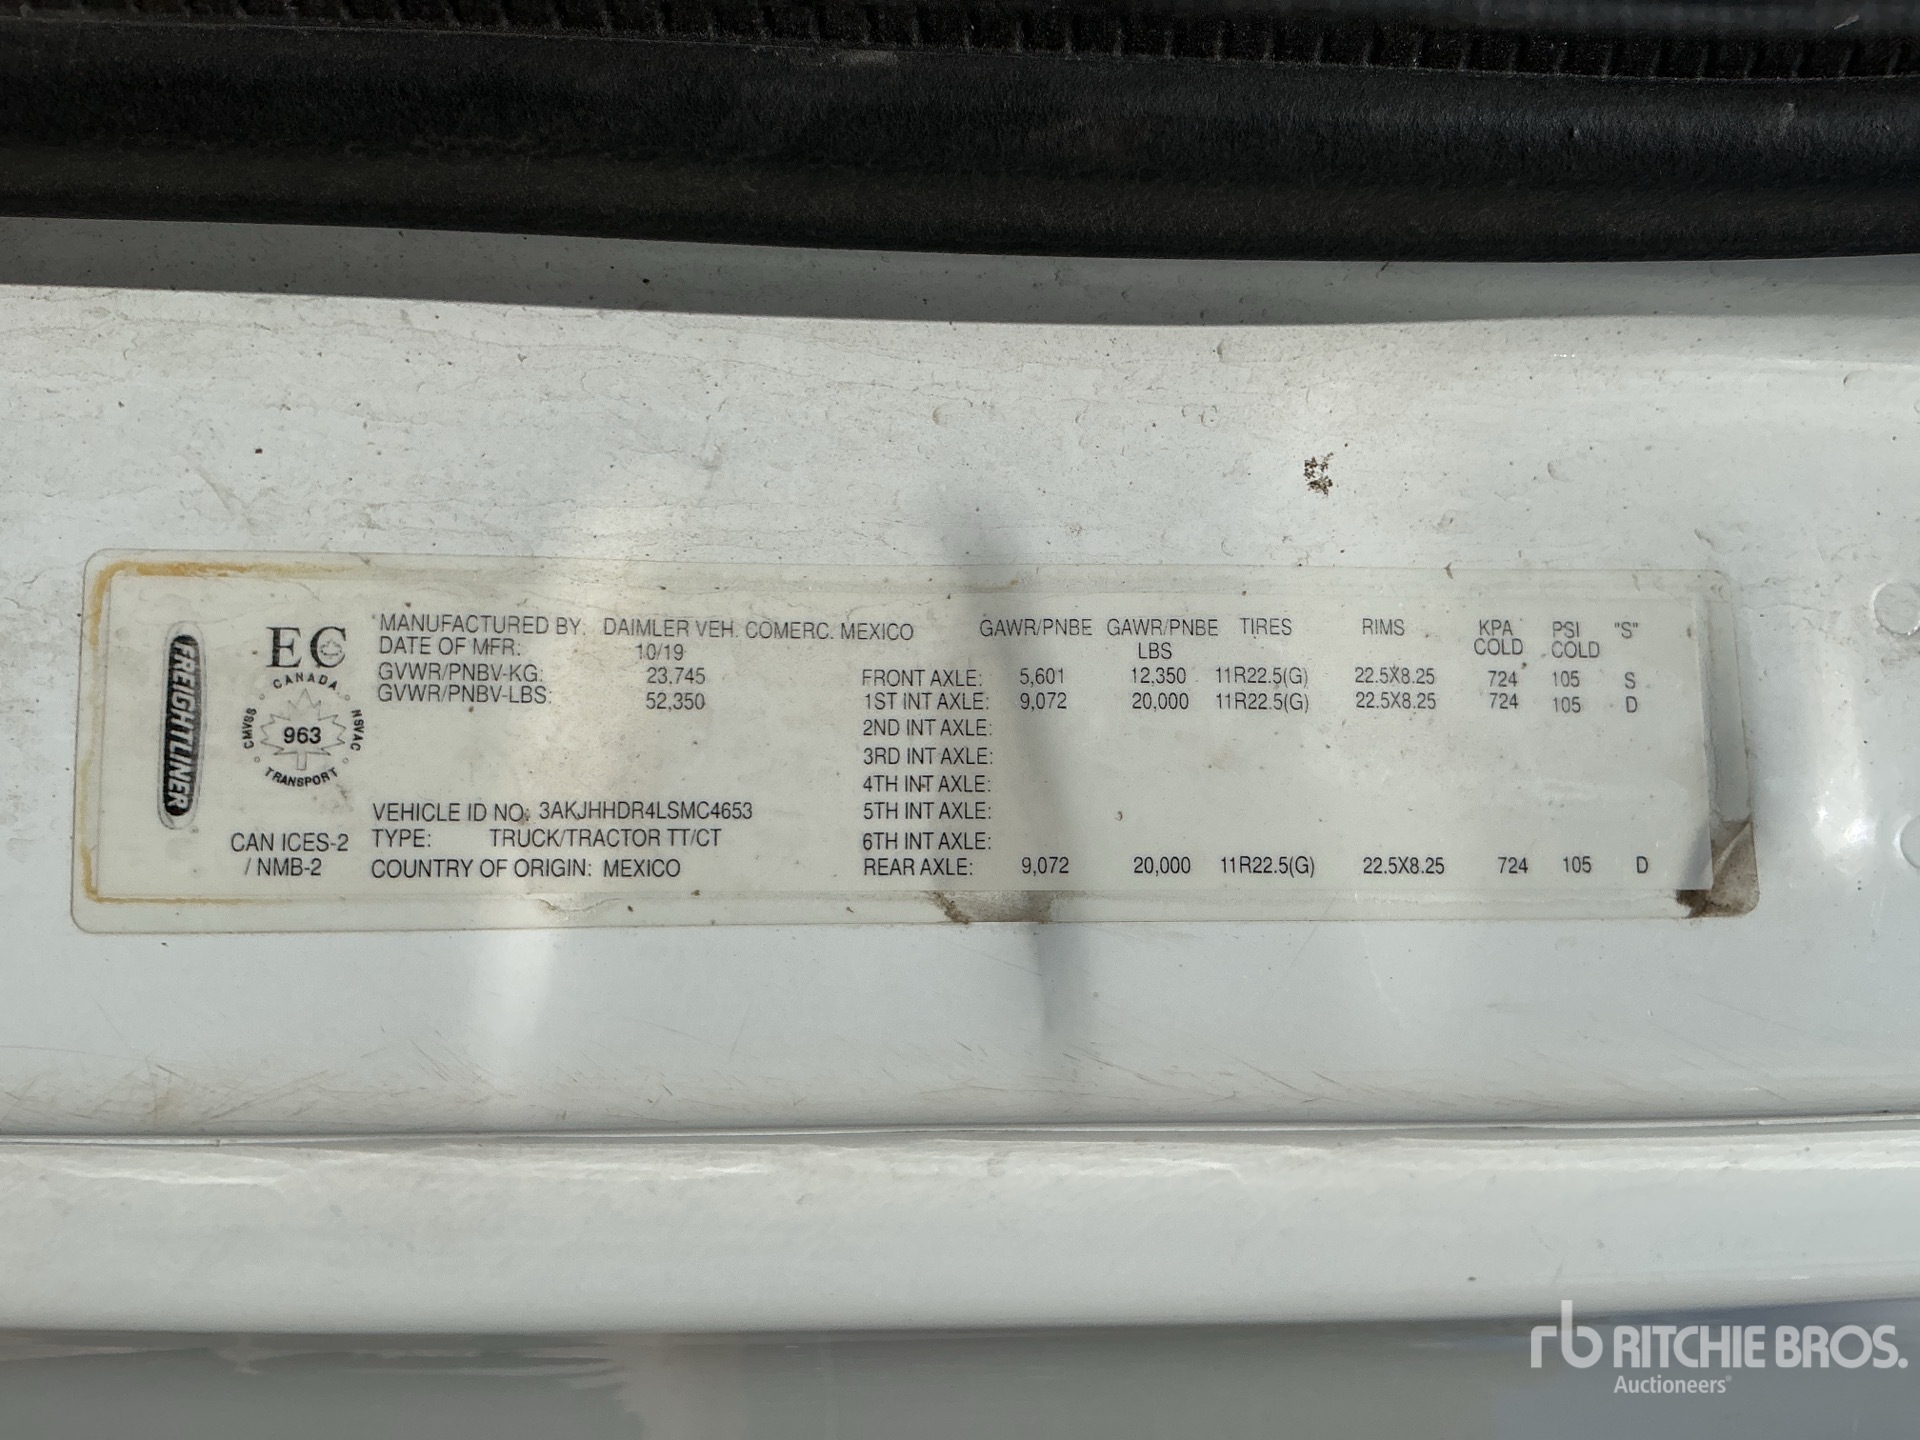 FREIGHTLINER
EC
CANADA
CMVSS 963 NSVAC
TRANSPORT
CAN ICES-2
/ NMB-2
MANUFACTURED BY: DAIMLER VEH. COMERC. MEXICO
DATE OF MFR: 10/19
GVWR/PNBV-KG: 23,745
GVWR/PNBV-LBS: 52,350
VEHICLE ID NO.: 3AKJHHDR4LSMC4653
TYPE: TRUCK/TRACTOR TT/CT
COUNTRY OF ORIGIN: MEXICO
GAWR/PNBE GAWR/PNBE TIRES RIMS KPA PSI "S"
LBS COLD COLD
FRONT AXLE: 5,601 12,350 11R22.5(G) 22.5X8.25 724 105 S
1ST INT AXLE: 9,072 20,000 11R22.5(G) 22.5X8.25 724 105 D
2ND INT AXLE:
3RD INT AXLE:
4TH INT AXLE:
5TH INT AXLE:
6TH INT AXLE:
REAR AXLE: 9,072 20,000 11R22.5(G) 22.5X8.25 724 105 D
rb RITCHIE BROS.
Auctioneers